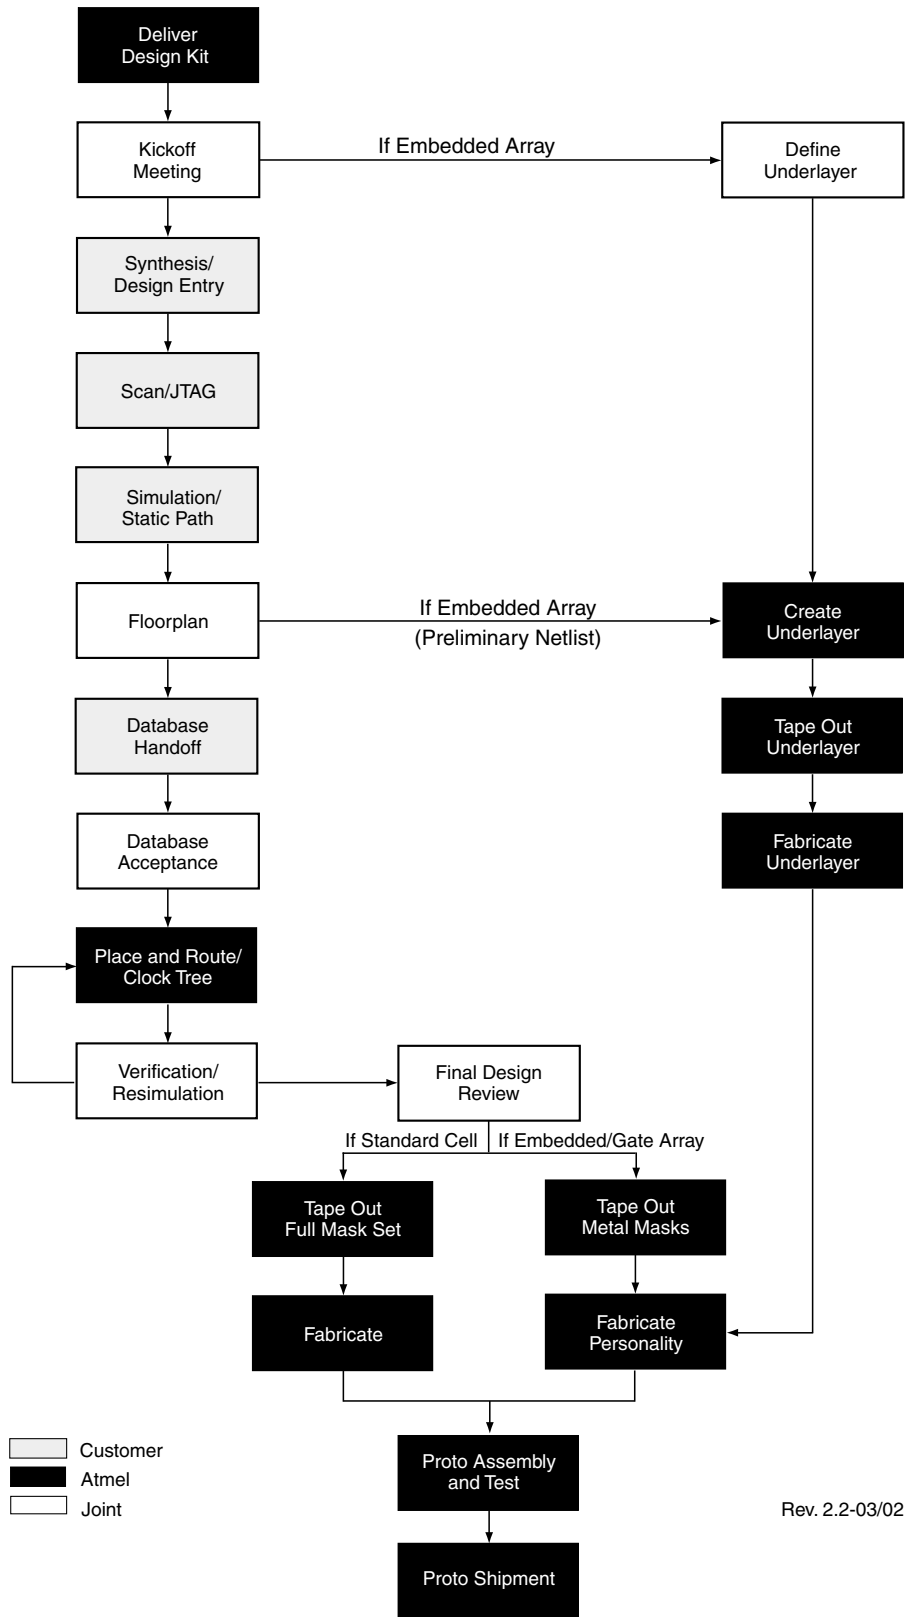 Deliver
Design Kit
Kickoff
Meeting
If Embedded Array
Define
Underlayer
Synthesis/
Design Entry
Scan/JTAG
Simulation/
Static Path
Floorplan
If Embedded Array
(Preliminary Netlist)
Create
Underlayer
Database
Handoff
Tape Out
Underlayer
Database
Acceptance
Fabricate
Underlayer
Place and Route/
Clock Tree
Verification/
Resimulation
Final Design
Review
If Standard Cell
If Embedded/Gate Array
Tape Out
Full Mask Set
Tape Out
Metal Masks
Fabricate
Fabricate
Personality
Customer
Atmel
Joint
Proto Assembly
and Test
Rev. 2.2-03/02
Proto Shipment